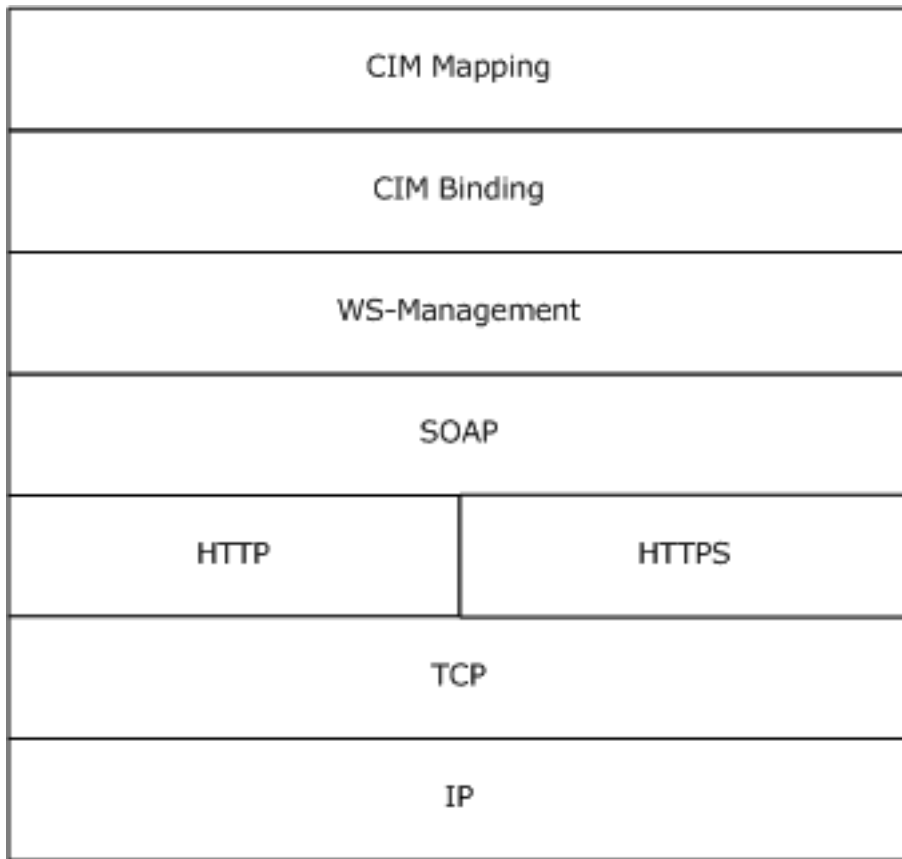 CIM Mapping
CIM Binding
WS-Management
SOAP
HTTP
HTTPS
TCP
IP